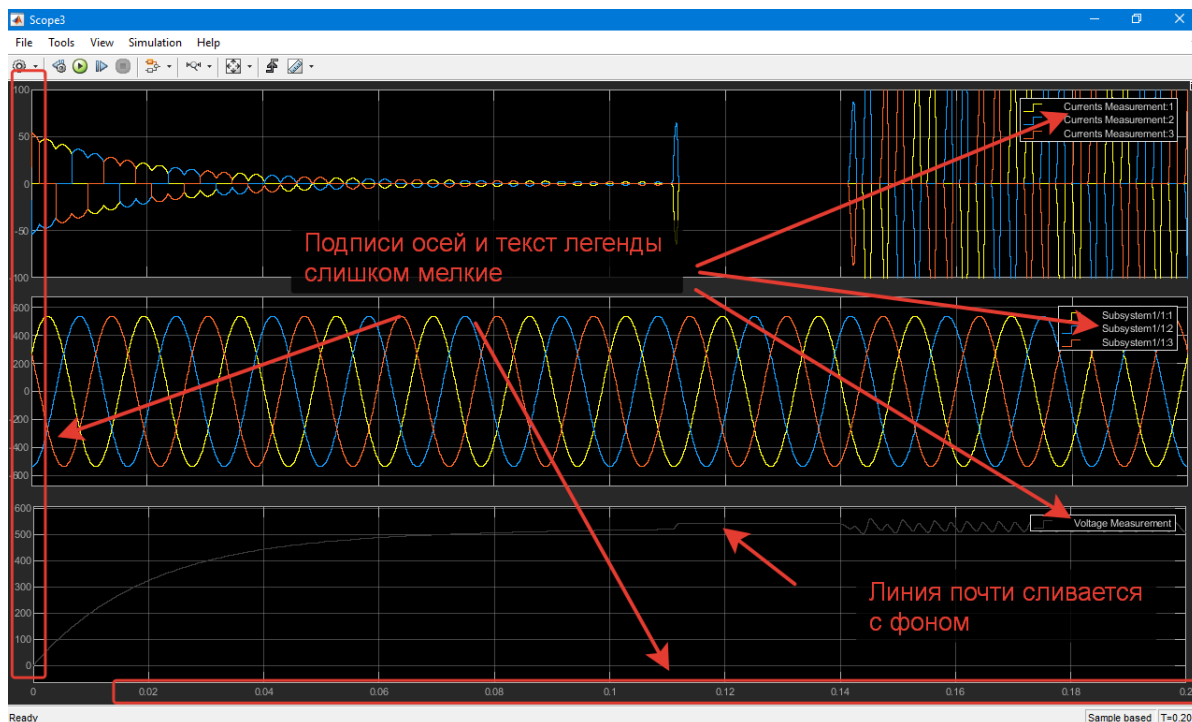 Scope3
File Tools View Simulation Help
100
50
0
-50
-100
Currents Measurement:1
Currents Measurement:2
Currents Measurement:3
Подписи осей и текст легенды
слишком мелкие
600
400
200
0
-200
-400
-600
Subsystem1/1:1
Subsystem1/1:2
Subsystem1/1:3
600
500
400
300
200
100
0
Voltage Measurement
Линия почти сливается
с фоном
0 0.02 0.04 0.06 0.08 0.1 0.12 0.14 0.16 0.18 0.2
Ready
Sample based T=0.20